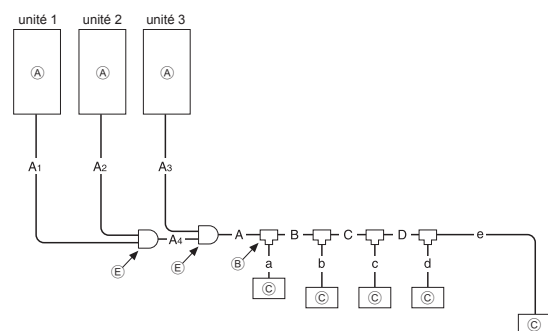 unité 1 unité 2 unité 3
Ⓐ Ⓐ Ⓐ
A1 A2 A3
A4 A B C D e
Ⓔ Ⓔ Ⓑ a b c d
Ⓒ Ⓒ Ⓒ Ⓒ
Ⓒ